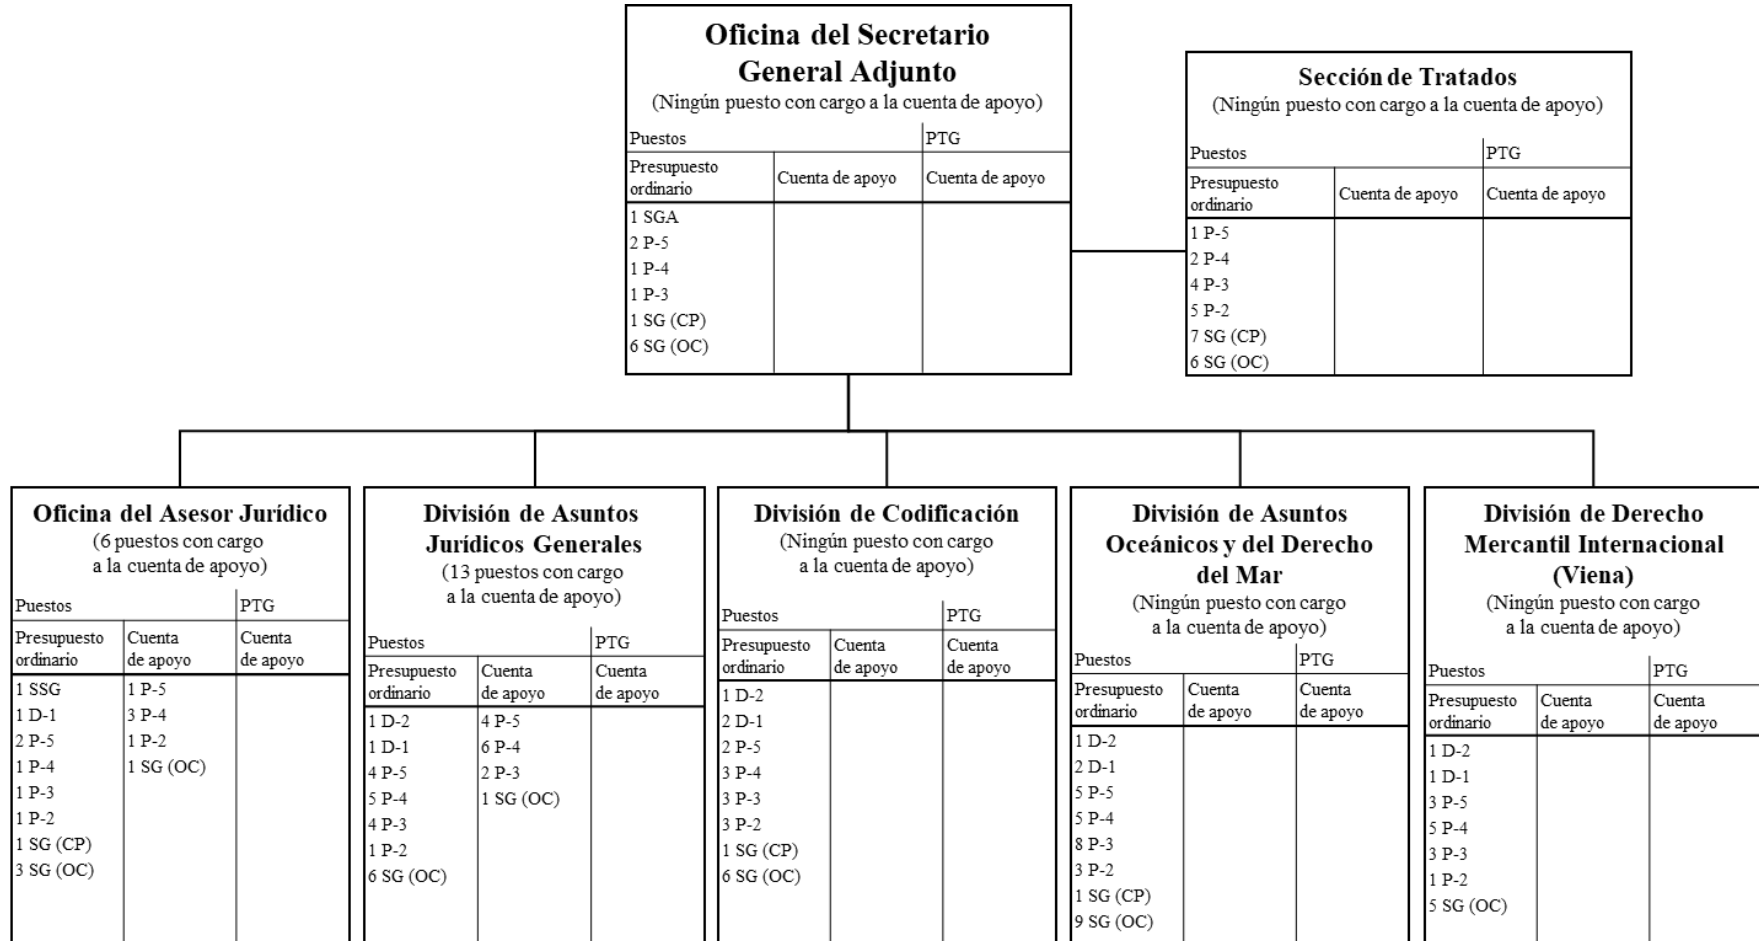 Oficina del Secretario
General Adjunto
(Ningún puesto con cargo a la cuenta de apoyo)
Puestos
PTG
Presupuesto
ordinario
Cuenta de apoyo
Cuenta de apoyo
1 SGA
2 P-5
1 P-4
1 P-3
1 SG (CP)
6 SG (OC)
Sección de Tratados
(Ningún puesto con cargo a la cuenta de apoyo)
Puestos
PTG
Presupuesto
ordinario
Cuenta de apoyo
Cuenta de apoyo
1 P-5
2 P-4
4 P-3
5 P-2
7 SG (CP)
6 SG (OC)
Oficina del Asesor Jurídico
(6 puestos con cargo
a la cuenta de apoyo)
Puestos
PTG
Presupuesto
ordinario
Cuenta
de apoyo
Cuenta
de apoyo
1 SSG
1 D-1
2 P-5
1 P-4
1 P-3
1 P-2
1 SG (CP)
3 SG (OC)
1 P-5
3 P-4
1 P-2
1 SG (OC)
División de Asuntos
Jurídicos Generales
(13 puestos con cargo
a la cuenta de apoyo)
Puestos
PTG
Presupuesto
ordinario
Cuenta
de apoyo
Cuenta
de apoyo
1 D-2
1 D-1
4 P-5
5 P-4
4 P-3
1 P-2
6 SG (OC)
4 P-5
6 P-4
2 P-3
1 SG (OC)
División de Codificación
(Ningún puesto con cargo
a la cuenta de apoyo)
Puestos
PTG
Presupuesto
ordinario
Cuenta
de apoyo
Cuenta
de apoyo
1 D-2
2 D-1
2 P-5
3 P-4
3 P-3
3 P-2
1 SG (CP)
6 SG (OC)
División de Asuntos
Oceánicos y del Derecho
del Mar
(Ningún puesto con cargo
a la cuenta de apoyo)
Puestos
PTG
Presupuesto
ordinario
Cuenta
de apoyo
Cuenta
de apoyo
1 D-2
2 D-1
5 P-5
5 P-4
8 P-3
3 P-2
1 SG (CP)
9 SG (OC)
División de Derecho
Mercantil Internacional
(Viena)
(Ningún puesto con cargo
a la cuenta de apoyo)
Puestos
PTG
Presupuesto
ordinario
Cuenta
de apoyo
Cuenta
de apoyo
1 D-2
1 D-1
3 P-5
5 P-4
3 P-3
1 P-2
5 SG (OC)